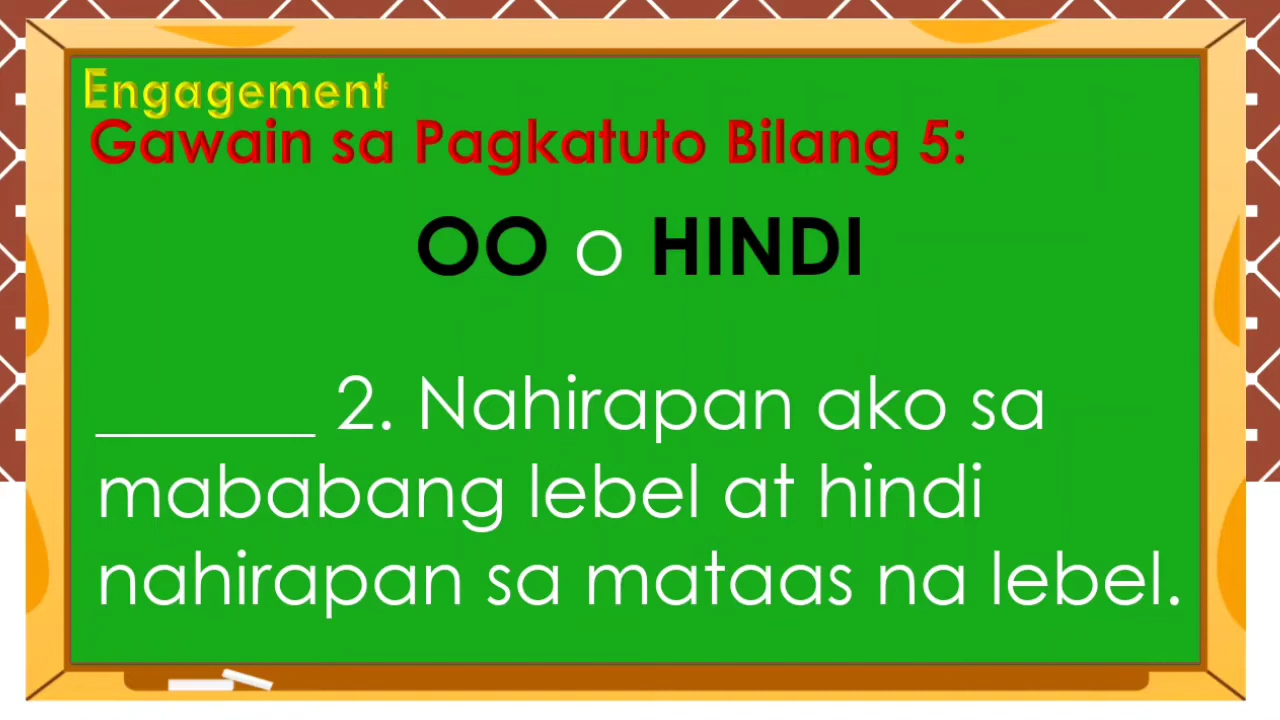 Engagement
Gawain sa Pagkatuto Bilang 5:
OO o HINDI
______ 2. Nahirapan ako sa
mababang lebel at hindi
nahirapan sa mataas na lebel.